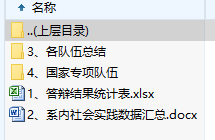 名称
..(上层目录)
3、各队伍总结
4、国家专项队伍
1、答辩结果统计表.xlsx
2、系内社会实践数据汇总.docx